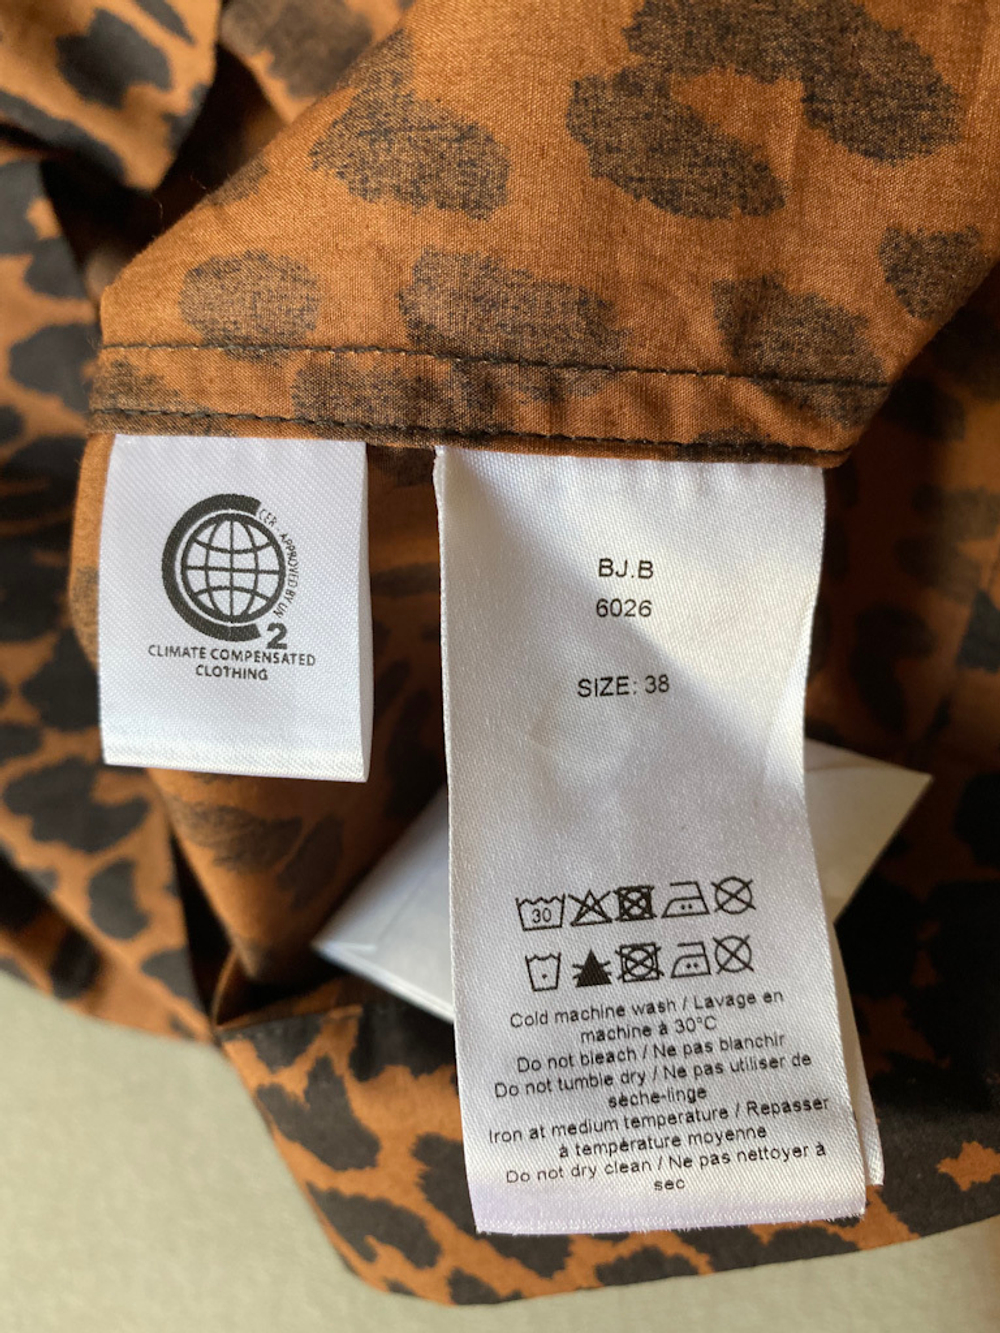 CER - APPROVED BY UN
2
CLIMATE COMPENSATED
CLOTHING
BJ.B
6026
SIZE: 38
30
Cold machine wash / Lavage en
machine à 30°C
Do not bleach / Ne pas blanchir
Do not tumble dry / Ne pas utiliser de
sèche-linge
Iron at medium temperature / Repasser
à température moyenne
Do not dry clean / Ne pas nettoyer à
sec